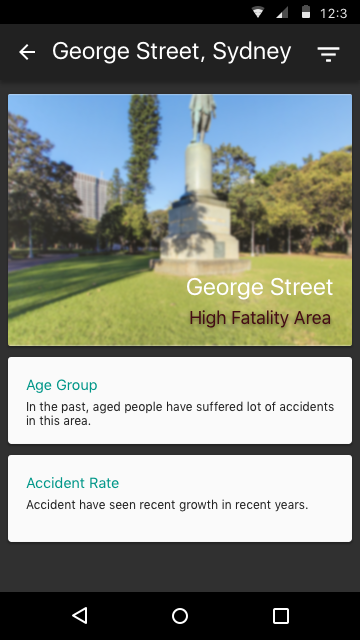 12:3
George Street, Sydney
George Street
High Fatality Area
Age Group
In the past, aged people have suffered lot of accidents
in this area.
Accident Rate
Accident have seen recent growth in recent years.